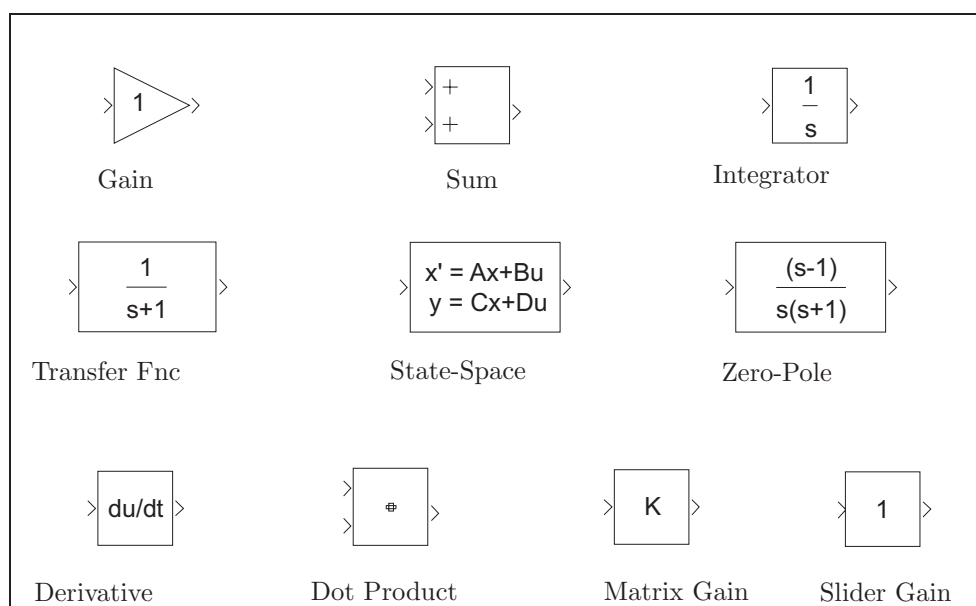 1
+
+
1
s
Gain
Sum
Integrator
1
s+1
x' = Ax+Bu
y = Cx+Du
(s-1)
s(s+1)
Transfer Fnc
State-Space
Zero-Pole
du/dt
K
1
Derivative
Dot Product
Matrix Gain
Slider Gain